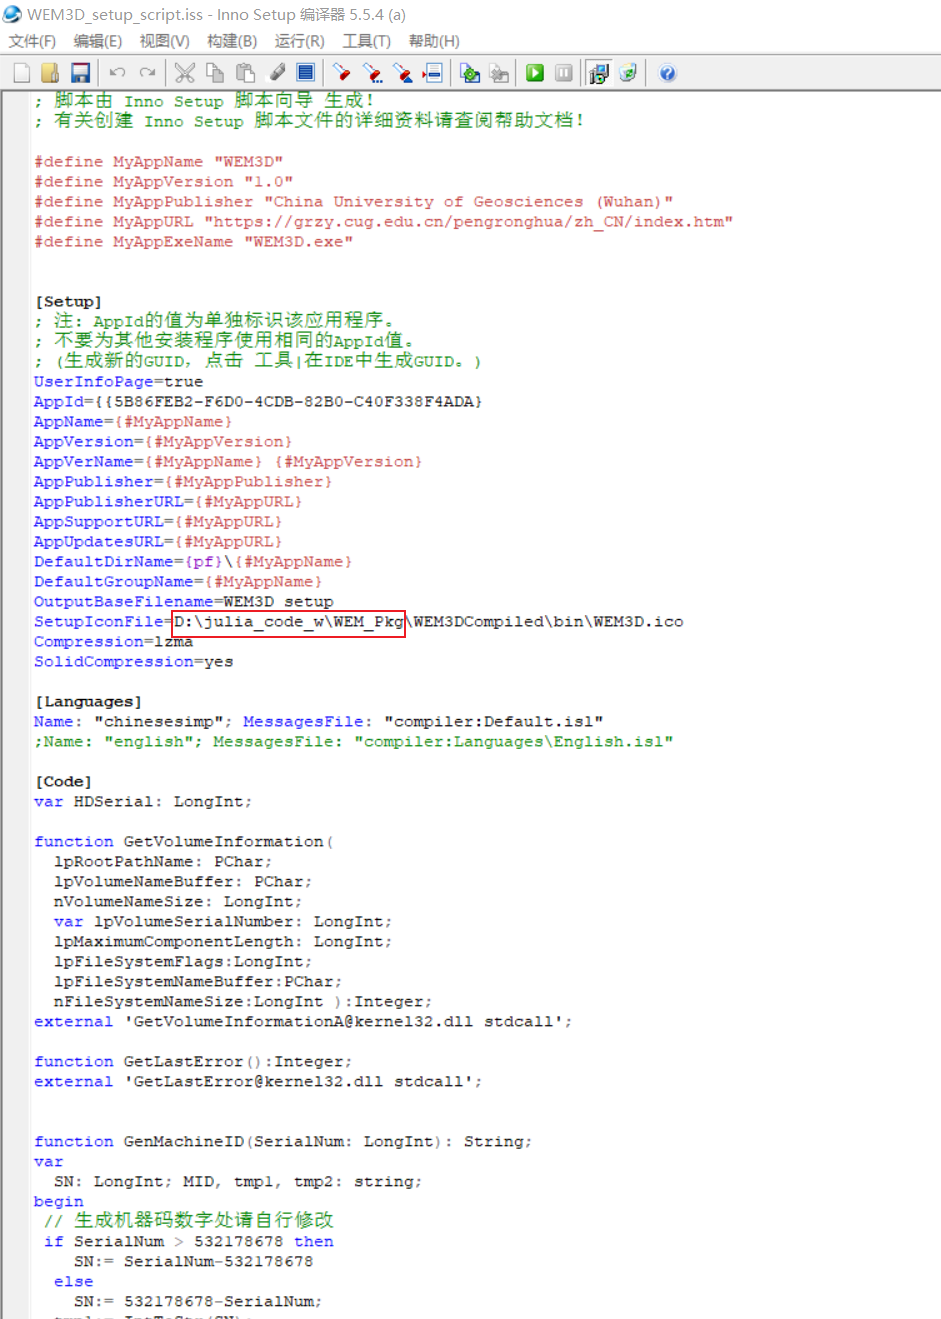 WEM3D_setup_script.iss - Inno Setup 编译器 5.5.4 (a)
文件(F) 编辑(E) 视图(V) 构建(B) 运行(R) 工具(T) 帮助(H)
; 脚本由 Inno Setup 脚本向导 生成!
; 有关创建 Inno Setup 脚本文件的详细资料请查阅帮助文档!
#define MyAppName "WEM3D"
#define MyAppVersion "1.0"
#define MyAppPublisher "China University of Geosciences (Wuhan)"
#define MyAppURL "https://grzy.cug.edu.cn/pengronghua/zh_CN/index.htm"
#define MyAppExeName "WEM3D.exe"
[Setup]
; 注: AppId的值为单独标识该应用程序。
; 不要为其他安装程序使用相同的AppId值。
; (生成新的GUID, 点击 工具|在IDE中生成GUID。)
UserInfoPage=true
AppId={{5B86FEB2-F6D0-4CDB-82B0-C40F338F4ADA}
AppName={#MyAppName}
AppVersion={#MyAppVersion}
AppVerName={#MyAppName} {#MyAppVersion}
AppPublisher={#MyAppPublisher}
AppPublisherURL={#MyAppURL}
AppSupportURL={#MyAppURL}
AppUpdatesURL={#MyAppURL}
DefaultDirName={pf}\{#MyAppName}
DefaultGroupName={#MyAppName}
OutputBaseFilename=WEM3D setup
SetupIconFile=D:\julia_code_w\WEM_Pkg\WEM3DCompiled\bin\WEM3D.ico
Compression=lzma
SolidCompression=yes
[Languages]
Name: "chinesesimp"; MessagesFile: "compiler:Default.isl"
;Name: "english"; MessagesFile: "compiler:Languages\English.isl"
[Code]
var HDSerial: LongInt;
function GetVolumeInformation(
lpRootPathName: PChar;
lpVolumeNameBuffer: PChar;
nVolumeNameSize: LongInt;
var lpVolumeSerialNumber: LongInt;
lpMaximumComponentLength: LongInt;
lpFileSystemFlags:LongInt;
lpFileSystemNameBuffer:PChar;
nFileSystemNameSize:LongInt ):Integer;
external 'GetVolumeInformationA@kernel32.dll stdcall';
function GetLastError():Integer;
external 'GetLastError@kernel32.dll stdcall';
function GenMachineID(SerialNum: LongInt): String;
var
SN: LongInt; MID, tmp1, tmp2: string;
begin
// 生成机器码数字处请自行修改
if SerialNum > 532178678 then
SN:= SerialNum-532178678
else
SN:= 532178678-SerialNum;